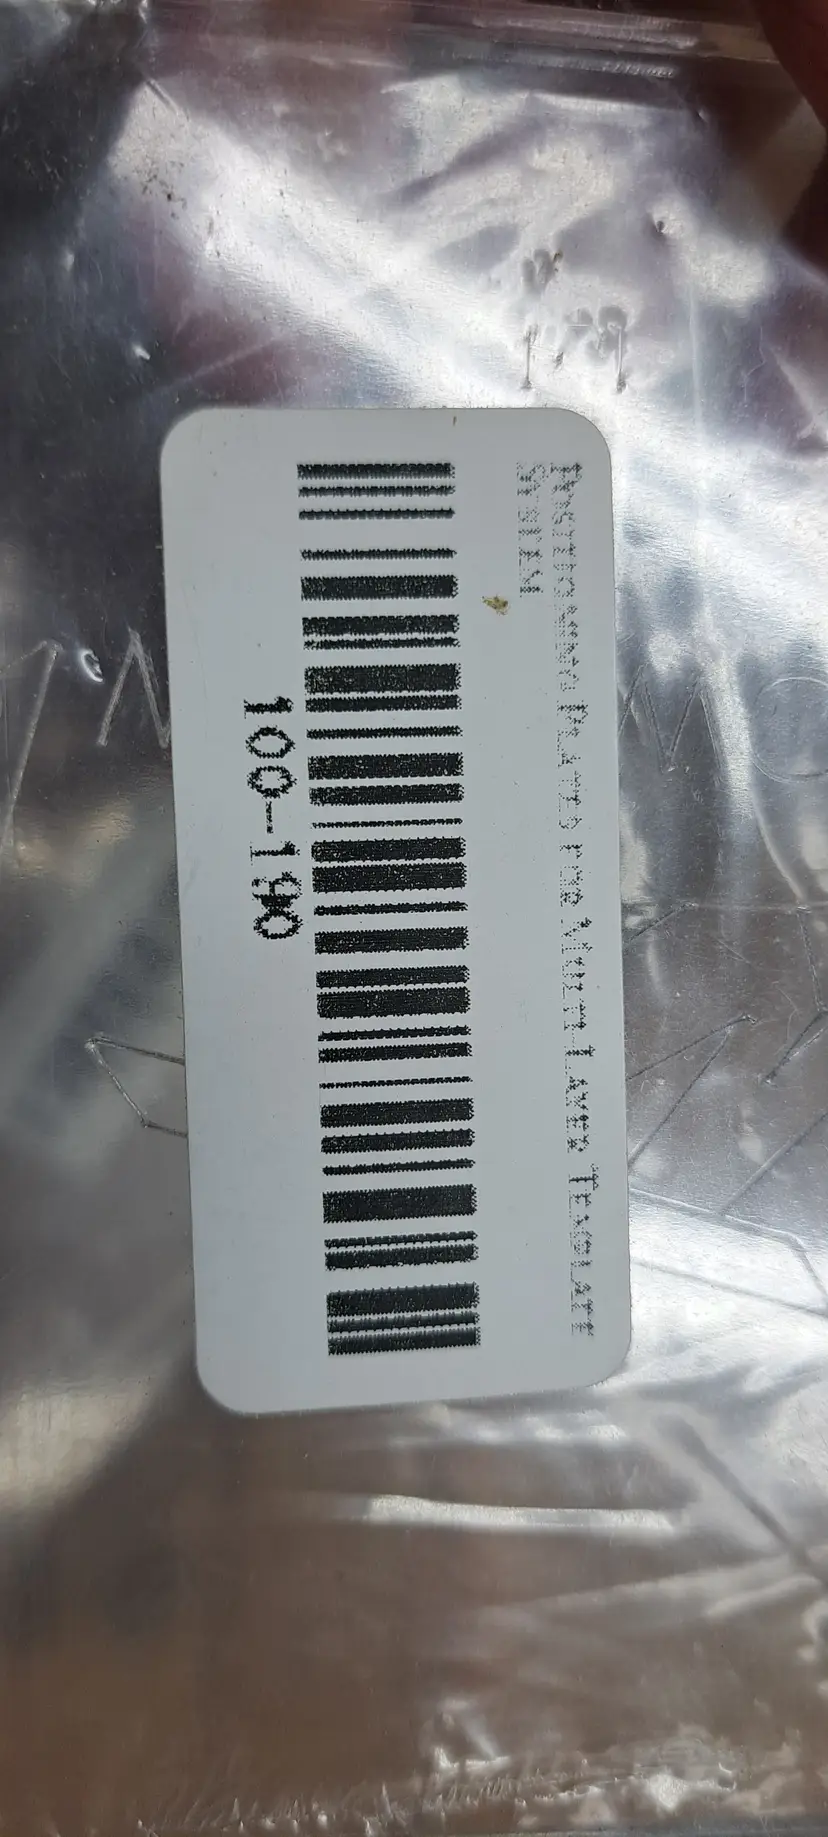 Positioning Plates for Multi-Layer Template
System
100-190